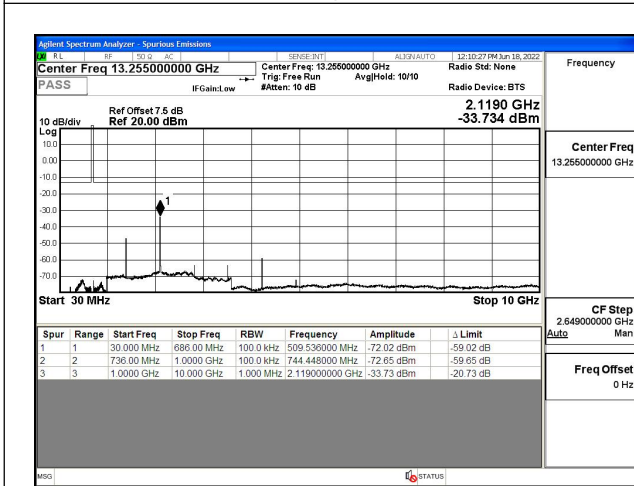 Agilent Spectrum Analyzer - Spurious Emissions
RL RF 50 Ω AC SENSE:INT ALIGNAUTO 12:10:27 PM Jun 18, 2022
Center Freq 13.255000000 GHz Center Freq: 13.255000000 GHz Radio Std: None
Trig: Free Run Avg|Hold: 10/10
PASS IFGain:Low #Atten: 10 dB Radio Device: BTS
Frequency
2.1190 GHz
Ref Offset 7.5 dB
10 dB/div Ref 20.00 dBm -33.734 dBm
Log
10.0
0.00
-10.0
-20.0
1
-30.0
-40.0
-50.0
-60.0
-70.0
Start 30 MHz Stop 10 GHz
Center Freq
13.255000000 GHz
CF Step
2.649000000 GHz
Auto Man
Freq Offset
0 Hz
Spur Range Start Freq Stop Freq RBW Frequency Amplitude Δ Limit
1 1 30.000 MHz 686.00 MHz 100.0 kHz 509.536000 MHz -72.02 dBm -59.02 dB
2 2 736.00 MHz 1.0000 GHz 100.0 kHz 744.448000 MHz -72.65 dBm -59.65 dB
3 3 1.0000 GHz 10.000 GHz 1.000 MHz 2.119000000 GHz -33.73 dBm -20.73 dB
MSG STATUS